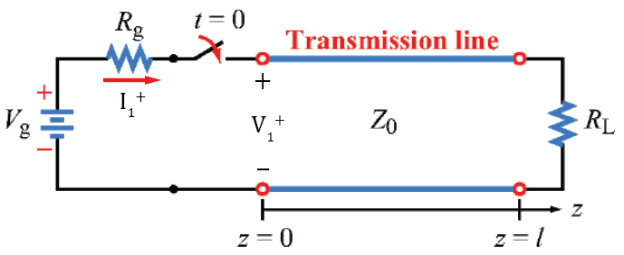 R_g
t = 0
Transmission line
+
+
I_1^+
V_g
V_1^+
Z_0
R_L
−
−
z
z = 0
z = l